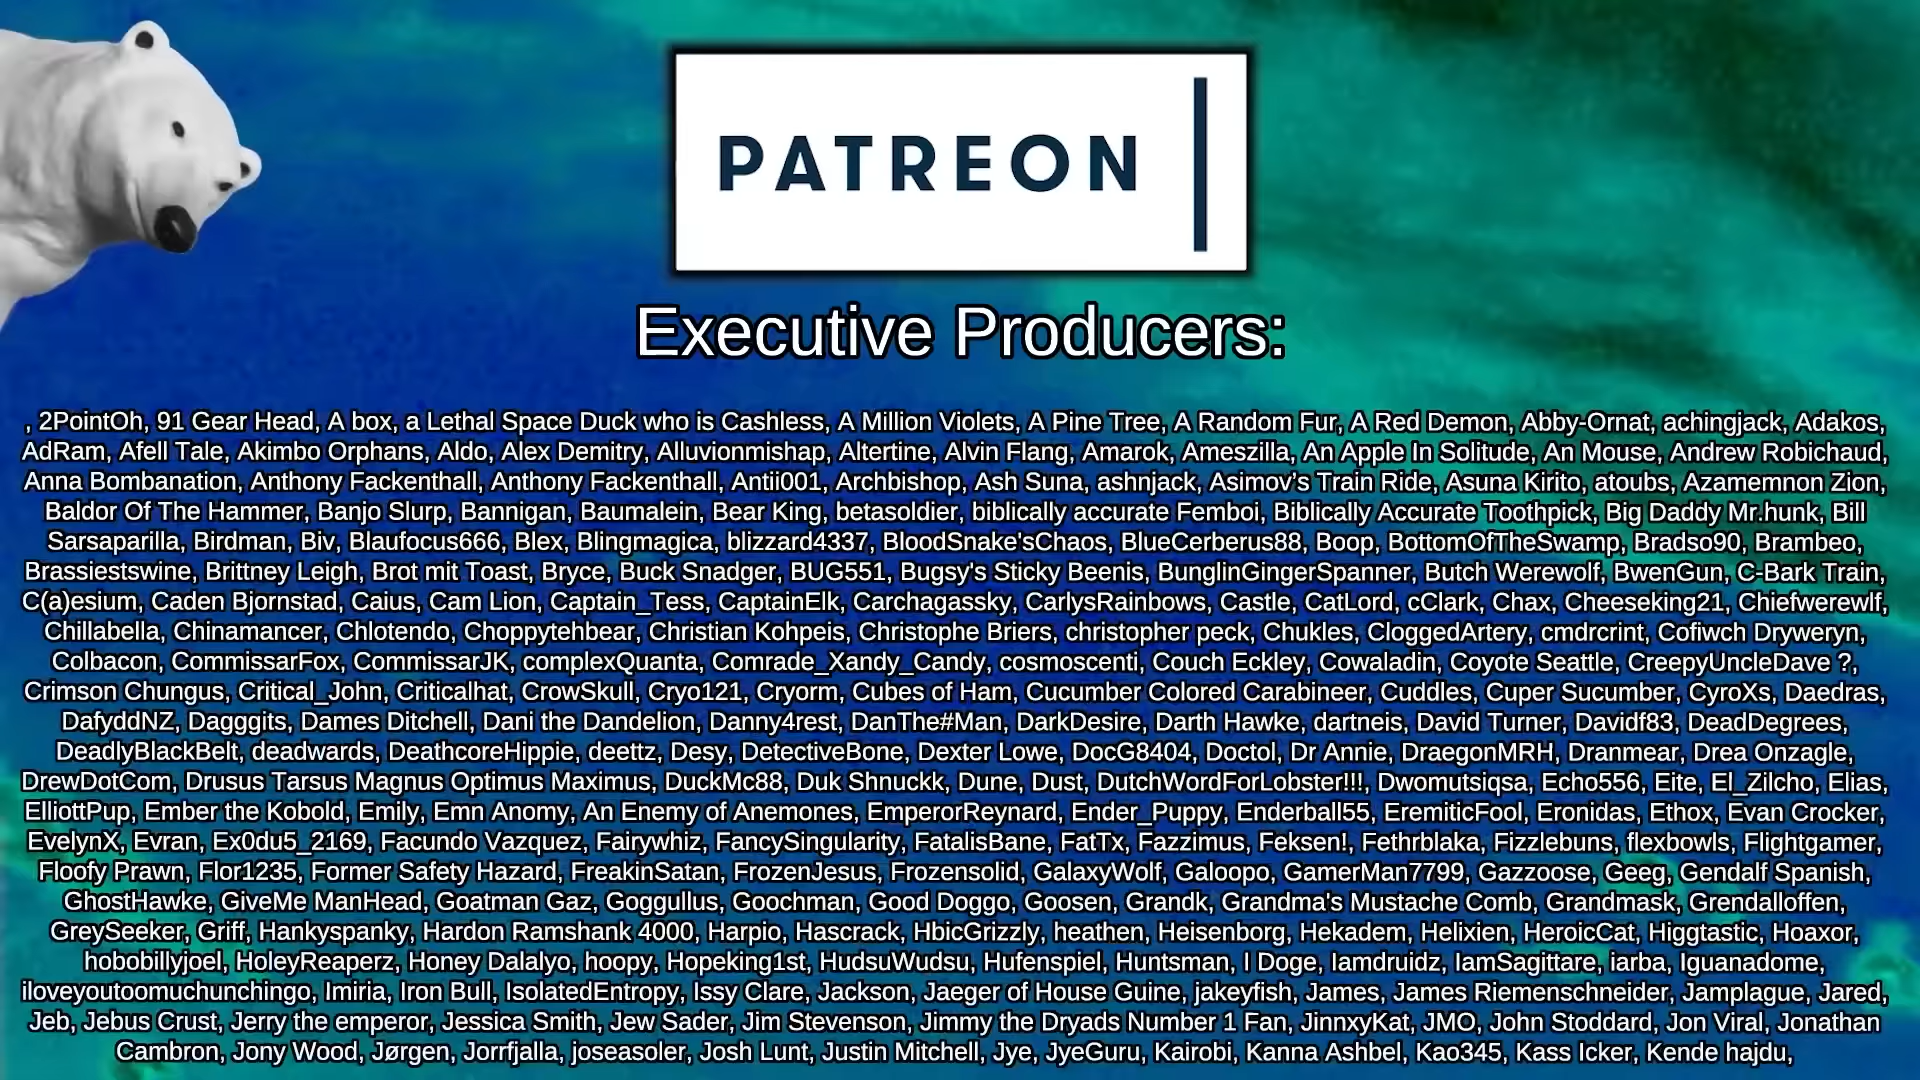 PATREON
Executive Producers:
, 2PointOh, 91 Gear Head, A box, a Lethal Space Duck who is Cashless, A Million Violets, A Pine Tree, A Random Fur, A Red Demon, Abby-Ornat, achingjack, Adakos,
AdRam, Afell Tale, Akimbo Orphans, Aldo, Alex Demitry, Alluvionmishap, Altertine, Alvin Flang, Amarok, Ameszilla, An Apple In Solitude, An Mouse, Andrew Robichaud,
Anna Bombanation, Anthony Fackenthall, Anthony Fackenthall, Antii001, Archbishop, Ash Suna, ashnjack, Asimov's Train Ride, Asuna Kirito, atoubs, Azamemnon Zion,
Baldor Of The Hammer, Banjo Slurp, Bannigan, Baumalein, Bear King, betasoldier, biblically accurate Femboi, Biblically Accurate Toothpick, Big Daddy Mr.hunk, Bill
Sarsaparilla, Birdman, Biv, Blaufocus666, Blex, Blingmagica, blizzard4337, BloodSnake'sChaos, BlueCerberus88, Boop, BottomOfTheSwamp, Bradso90, Brambeo,
Brassiestswine, Brittney Leigh, Brot mit Toast, Bryce, Buck Snadger, BUG551, Bugsy's Sticky Beenis, BunglinGingerSpanner, Butch Werewolf, BwenGun, C-Bark Train,
C(a)esium, Caden Bjornstad, Caius, Cam Lion, Captain_Tess, CaptainElk, Carchagassky, CarlysRainbows, Castle, CatLord, cClark, Chax, Cheeseking21, Chiefwerewlf,
Chillabella, Chinamancer, Chlotendo, Choppytehbear, Christian Kohpeis, Christophe Briers, christopher peck, Chukles, CloggedArtery, cmdrcrint, Cofiwch Dryweryn,
Colbacon, CommissarFox, CommissarJK, complexQuanta, Comrade_Xandy_Candy, cosmoscenti, Couch Eckley, Cowaladin, Coyote Seattle, CreepyUncleDave ?,
Crimson Chungus, Critical_John, Criticalhat, CrowSkull, Cryo121, Cryorm, Cubes of Ham, Cucumber Colored Carabineer, Cuddles, Cuper Sucumber, CyroXs, Daedras,
DafyddNZ, Dagggits, Dames Ditchell, Dani the Dandelion, Danny4rest, DanThe#Man, DarkDesire, Darth Hawke, dartneis, David Turner, Davidf83, DeadDegrees,
DeadlyBlackBelt, deadwards, DeathcoreHippie, deettz, Desy, DetectiveBone, Dexter Lowe, DocG8404, Doctol, Dr Annie, DraegonMRH, Dranmear, Drea Onzagle,
DrewDotCom, Drusus Tarsus Magnus Optimus Maximus, DuckMc88, Duk Shnuckk, Dune, Dust, DutchWordForLobster!!!, Dwomutsiqsa, Echo556, Eite, El_Zilcho, Elias,
ElliottPup, Ember the Kobold, Emily, Emn Anomy, An Enemy of Anemones, EmperorReynard, Ender_Puppy, Enderball55, EremiticFool, Eronidas, Ethox, Evan Crocker,
EvelynX, Evran, Ex0du5_2169, Facundo Vazquez, Fairywhiz, FancySingularity, FatalisBane, FatTx, Fazzimus, Feksen!, Fethrblaka, Fizzlebuns, flexbowls, Flightgamer,
Floofy Prawn, Flor1235, Former Safety Hazard, FreakinSatan, FrozenJesus, Frozensolid, GalaxyWolf, Galoopo, GamerMan7799, Gazzoose, Geeg, Gendalf Spanish,
GhostHawke, GiveMe ManHead, Goatman Gaz, Goggullus, Goochman, Good Doggo, Goosen, Grandk, Grandma's Mustache Comb, Grandmask, Grendalloffen,
GreySeeker, Griff, Hankyspanky, Hardon Ramshank 4000, Harpio, Hascrack, HbicGrizzly, heathen, Heisenborg, Hekadem, Helixien, HeroicCat, Higgtastic, Hoaxor,
hobobillyjoel, HoleyReaperz, Honey Dalalyo, hoopy, Hopeking1st, HudsuWudsu, Hufenspiel, Huntsman, I Doge, Iamdruidz, IamSagittare, iarba, Iguanadome,
iloveyoutoomuchunchingo, Imiria, Iron Bull, IsolatedEntropy, Issy Clare, Jackson, Jaeger of House Guine, jakeyfish, James, James Riemenschneider, Jamplague, Jared,
Jeb, Jebus Crust, Jerry the emperor, Jessica Smith, Jew Sader, Jim Stevenson, Jimmy the Dryads Number 1 Fan, JinnxyKat, JMO, John Stoddard, Jon Viral, Jonathan
Cambron, Jony Wood, Jørgen, Jorrfjalla, joseasoler, Josh Lunt, Justin Mitchell, Jye, JyeGuru, Kairobi, Kanna Ashbel, Kao345, Kass Icker, Kende hajdu,